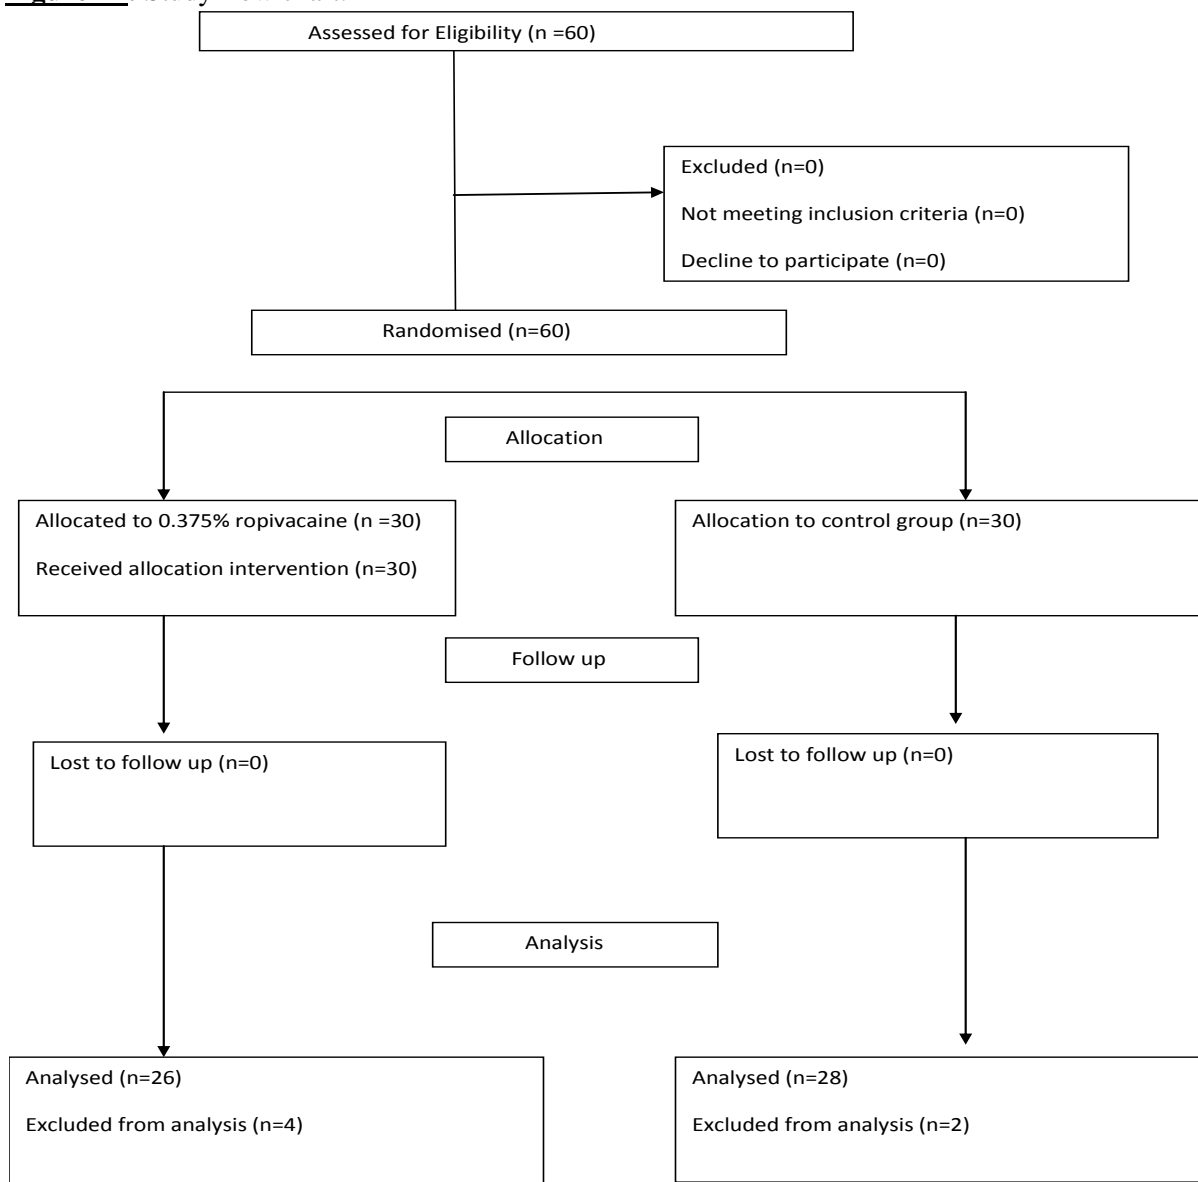 Assessed for Eligibility (n =60)
Excluded (n=0)
Not meeting inclusion criteria (n=0)
Decline to participate (n=0)
Randomised (n=60)
Allocation
Allocated to 0.375% ropivacaine (n =30)
Received allocation intervention (n=30)
Allocation to control group (n=30)
Follow up
Lost to follow up (n=0)
Lost to follow up (n=0)
Analysis
Analysed (n=26)
Excluded from analysis (n=4)
Analysed (n=28)
Excluded from analysis (n=2)